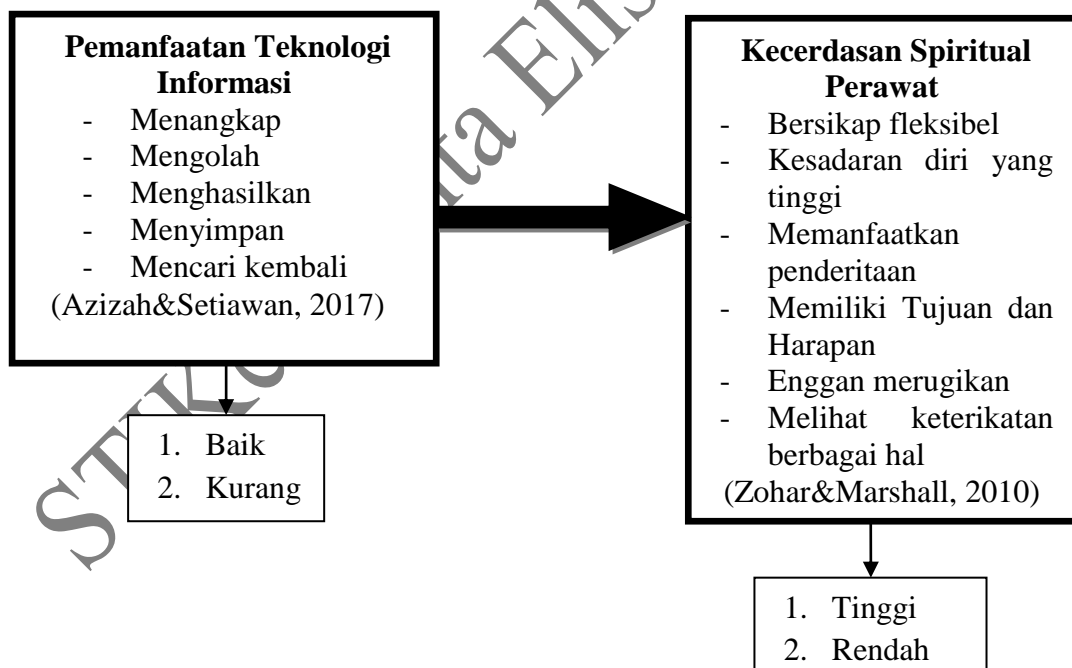 Pemanfaatan Teknologi
Informasi
- Menangkap
- Mengolah
- Menghasilkan
- Menyimpan
- Mencari kembali
(Azizah&Setiawan, 2017)
1. Baik
2. Kurang
Kecerdasan Spiritual
Perawat
- Bersikap fleksibel
- Kesadaran diri yang
tinggi
- Memanfaatkan
penderitaan
- Memiliki Tujuan dan
Harapan
- Enggan merugikan
- Melihat keterikatan
berbagai hal
(Zohar&Marshall, 2010)
1. Tinggi
2. Rendah